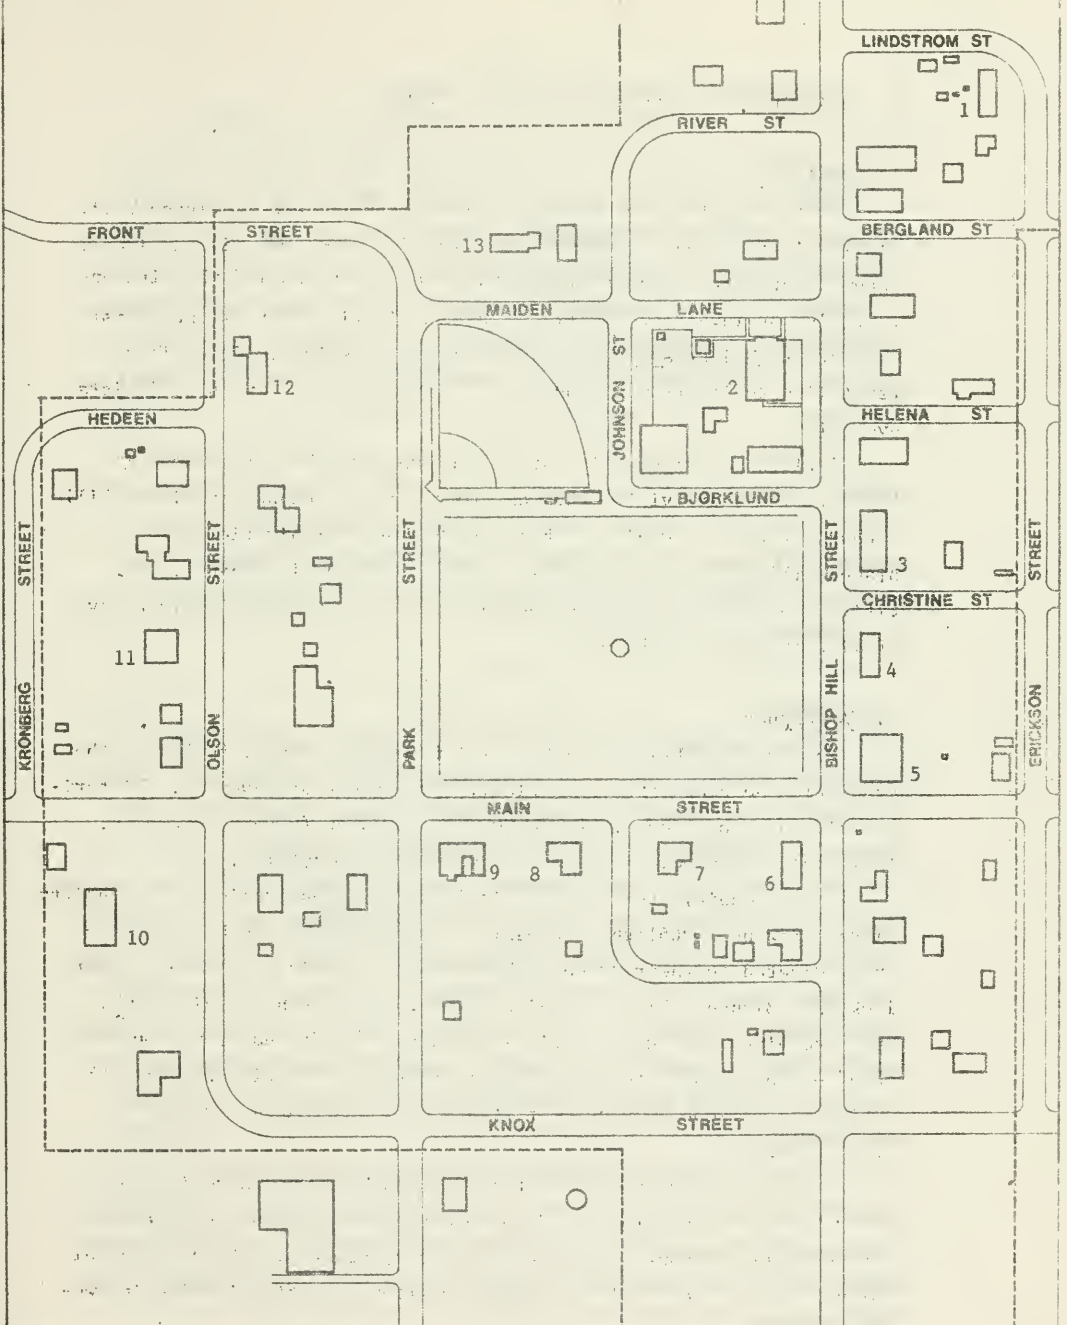 LINDSTROM ST
1
RIVER ST
BERGLAND ST
FRONT STREET
13
MAIDEN LANE
JOHNSON ST
2
12
HEDEEN
HELENA ST
BJORKLUND
KRONBERG STREET
OLSON STREET
PARK STREET
BISHOP HILL STREET
ERICKSON STREET
3
CHRISTINE ST
11
4
5
MAIN STREET
9
8
7
6
10
KNOX STREET